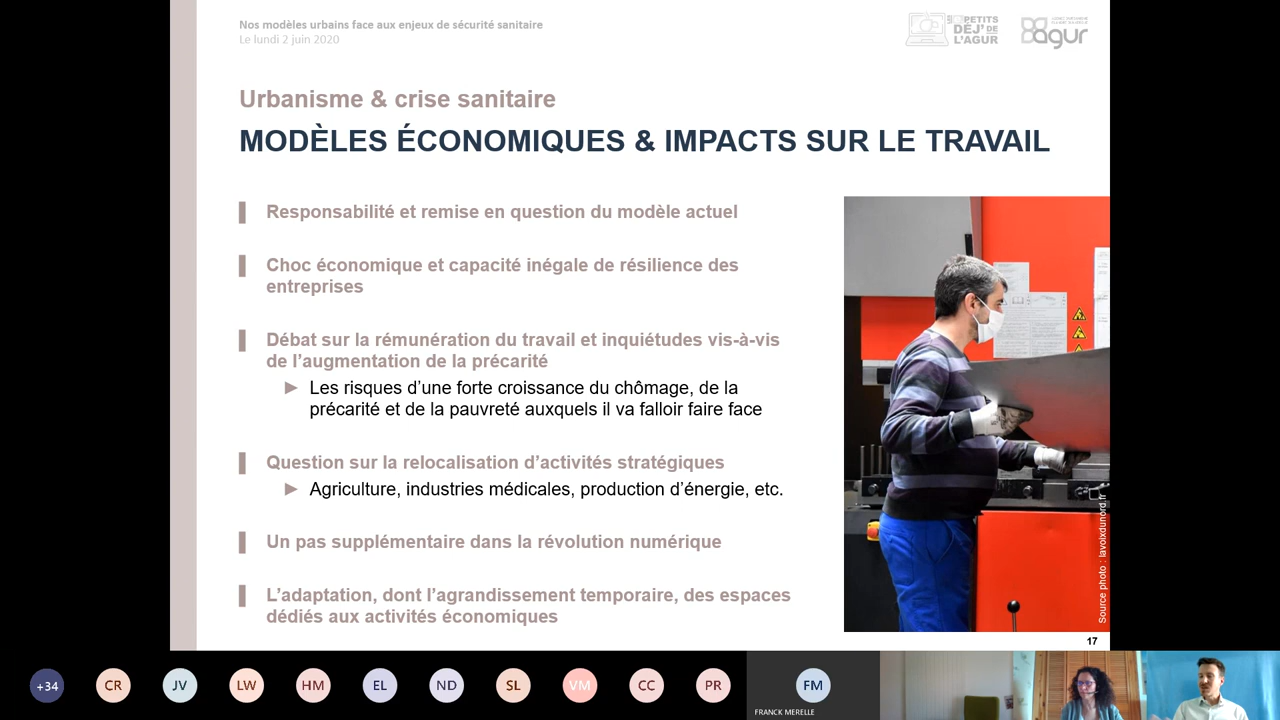 Nos modèles urbains face aux enjeux de sécurité sanitaire
Le lundi 2 juin 2020
PETITS
DÉJ' DE
L'AGUR
agur
Urbanisme & crise sanitaire
MODÈLES ÉCONOMIQUES & IMPACTS SUR LE TRAVAIL
Responsabilité et remise en question du modèle actuel
Choc économique et capacité inégale de résilience des
entreprises
Débat sur la rémunération du travail et inquiétudes vis-à-vis
de l'augmentation de la précarité
Les risques d'une forte croissance du chômage, de la
précarité et de la pauvreté auxquels il va falloir faire face
Question sur la relocalisation d'activités stratégiques
Agriculture, industries médicales, production d'énergie, etc.
Un pas supplémentaire dans la révolution numérique
L'adaptation, dont l'agrandissement temporaire, des espaces
dédiés aux activités économiques
Source photo : lavoixdunord.fr
17
+34
CR
JV
LW
HM
EL
ND
SL
VM
CC
PR
FM
FRANCK MERELLE